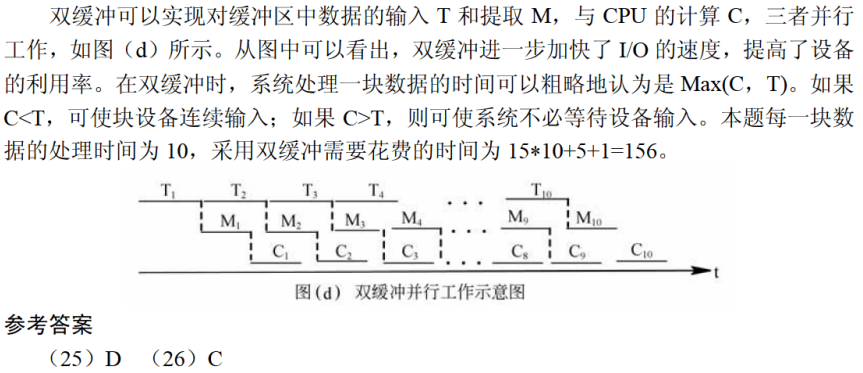 双缓冲可以实现对缓冲区中数据的输入 T 和提取 M，与 CPU 的计算 C，三者并行
工作，如图（d）所示。从图中可以看出，双缓冲进一步加快了 I/O 的速度，提高了设备
的利用率。在双缓冲时，系统处理一块数据的时间可以粗略地认为是 Max(C，T)。如果
C<T，可使块设备连续输入；如果 C>T，则可使系统不必等待设备输入。本题每一块数
据的处理时间为 10，采用双缓冲需要花费的时间为 15*10+5+1=156。
T₁ T₂ T₃ T₄ ··· T₁₀
M₁ M₂ M₃ M₄ ··· M₉ M₁₀
C₁ C₂ C₃ ··· C₈ C₉ C₁₀
t
图(d) 双缓冲并行工作示意图
参考答案
（25）D （26）C